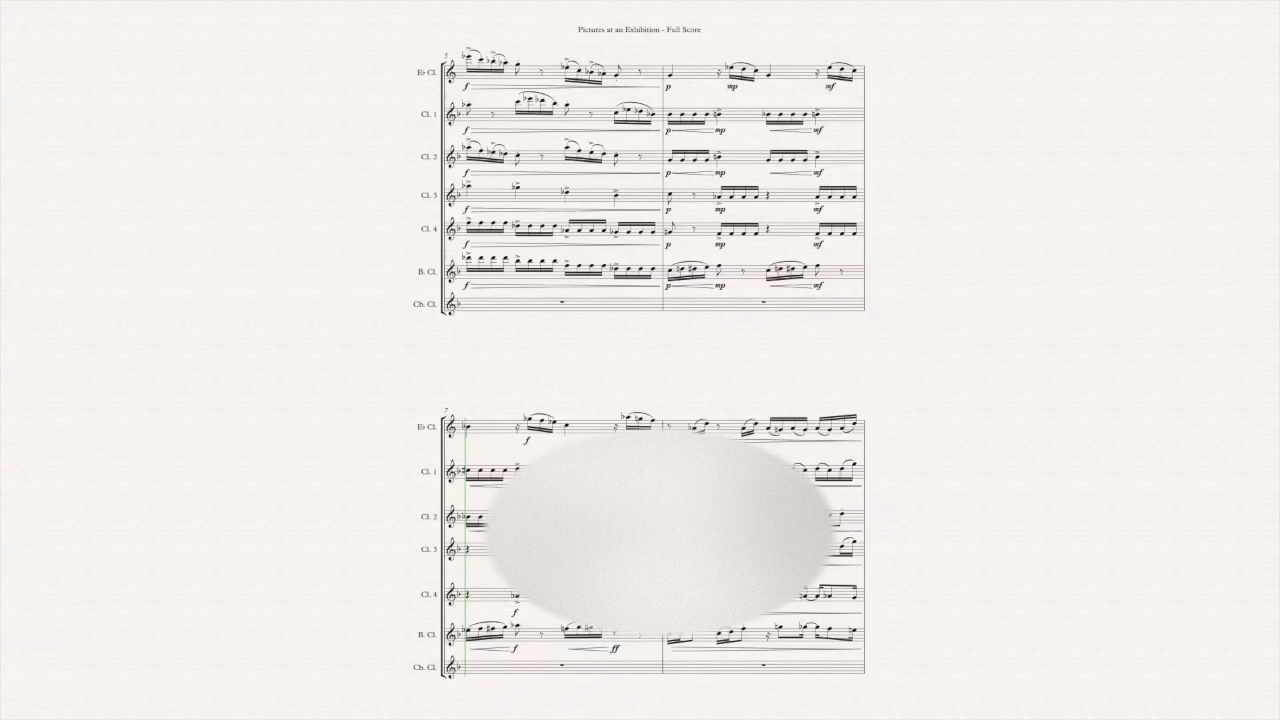 Pictures at an Exhibition - Full Score
5
E♭ Cl.
f p mp mf
Cl. 1
f p mp mf
Cl. 2
f p mp mf
Cl. 3
f p mp mf
Cl. 4
f p mp mf
B. Cl.
f p mp mf
Cb. Cl.
7
E♭ Cl.
f
Cl. 1
Cl. 2
Cl. 3
Cl. 4
f
B. Cl.
f ff
Cb. Cl.